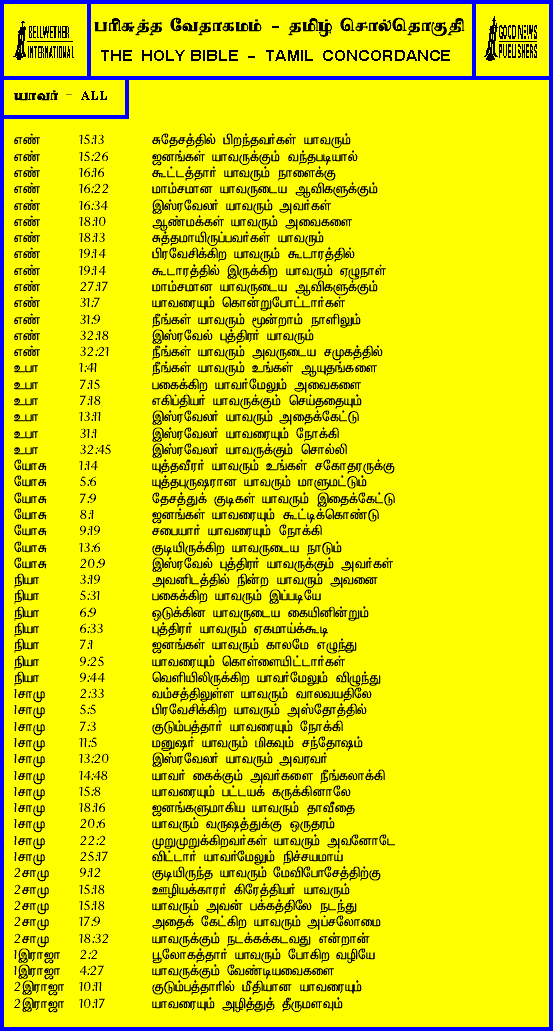 BELLWETHER INTERNATIONAL
பரிசுத்த வேதாகமம் - தமிழ் சொல்தொகுதி
THE HOLY BIBLE - TAMIL CONCORDANCE
GOOD NEWS PUBLISHERS
யாவர் - ALL
எண் 15:13 சுதேசத்தில் பிறந்தவர்கள் யாவரும்
எண் 15:26 ஜனங்கள் யாவருக்கும் வந்தபடியால்
எண் 16:16 கூட்டத்தார் யாவரும் நாளைக்கு
எண் 16:22 மாம்சமான யாவருடைய ஆவிகளுக்கும்
எண் 16:34 இஸ்ரவேலர் யாவரும் அவர்கள்
எண் 18:10 ஆண்மக்கள் யாவரும் அவைகளை
எண் 18:13 சுத்தமாயிருப்பவர்கள் யாவரும்
எண் 19:14 பிரவேசிக்கிற யாவரும் கூடாரத்தில்
எண் 19:14 கூடாரத்தில் இருக்கிற யாவரும் ஏழுநாள்
எண் 27:17 மாம்சமான யாவருடைய ஆவிகளுக்கும்
எண் 31:7 யாவரையும் கொன்றுபோட்டார்கள்
எண் 31:9 நீங்கள் யாவரும் மூன்றாம் நாளிலும்
எண் 32:18 இஸ்ரவேல் புத்திரர் யாவரும்
எண் 32:21 நீங்கள் யாவரும் அவருடைய சமுகத்தில்
உபா 1:41 நீங்கள் யாவரும் உங்கள் ஆயுதங்களை
உபா 7:15 பகைக்கிற யாவர்மேலும் அவைகளை
உபா 7:18 எகிப்தியர் யாவருக்கும் செய்ததையும்
உபா 13:11 இஸ்ரவேலர் யாவரும் அதைக்கேட்டு
உபா 31:1 இஸ்ரவேலர் யாவரையும் நோக்கி
உபா 32:45 இஸ்ரவேலர் யாவருக்கும் சொல்லி
யோசு 1:14 யுத்தவீரர் யாவரும் உங்கள் சகோதரருக்கு
யோசு 5:6 யுத்தபுருஷரான யாவரும் மாளுமட்டும்
யோசு 7:9 தேசத்துக் குடிகள் யாவரும் இதைக்கேட்டு
யோசு 8:1 ஜனங்கள் யாவரையும் கூட்டிக்கொண்டு
யோசு 9:19 சபையார் யாவரையும் நோக்கி
யோசு 13:6 குடியிருக்கிற யாவருடைய நாடும்
யோசு 20:9 இஸ்ரவேல் புத்திரர் யாவருக்கும் அவர்கள்
நியா 3:19 அவனிடத்தில் நின்ற யாவரும் அவனை
நியா 5:31 பகைக்கிற யாவரும் இப்படியே
நியா 6:9 ஒடுக்கின யாவருடைய கையினின்றும்
நியா 6:33 புத்திரர் யாவரும் ஏகமாய்க்கூடி
நியா 7:1 ஜனங்கள் யாவரும் காலமே எழுந்து
நியா 9:25 யாவரையும் கொள்ளையிட்டார்கள்
நியா 9:44 வெளியிலிருக்கிற யாவர்மேலும் விழுந்து
1சாமு 2:33 வம்சத்திலுள்ள யாவரும் வாலவயதிலே
1சாமு 5:5 பிரவேசிக்கிற யாவரும் அஸ்தோத்தில்
1சாமு 7:3 குடும்பத்தார் யாவரையும் நோக்கி
1சாமு 11:5 மனுஷர் யாவரும் மிகவும் சந்தோஷம்
1சாமு 13:20 இஸ்ரவேலர் யாவரும் அவரவர்
1சாமு 14:48 யாவர் கைக்கும் அவர்களை நீங்கலாக்கி
1சாமு 15:8 யாவரையும் பட்டயக் கருக்கினாலே
1சாமு 18:16 ஜனங்களுமாகிய யாவரும் தாவீதை
1சாமு 20:6 யாவரும் வருஷத்துக்கு ஒருதரம்
1சாமு 22:2 முறுமுறுக்கிறவர்கள் யாவரும் அவனோடே
1சாமு 25:17 விட்டார் யாவர்மேலும் நிச்சயமாய்
2சாமு 9:12 குடியிருந்த யாவரும் மேவிபோசேத்திற்கு
2சாமு 15:18 ஊழியக்காரர் கிரேத்தியர் யாவரும்
2சாமு 15:18 யாவரும் அவன் பக்கத்திலே நடந்து
2சாமு 17:9 அதைக் கேட்கிற யாவரும் அப்சலோமை
2சாமு 18:32 யாவருக்கும் நடக்கக்கடவது என்றான்
1இராஜா 2:2 பூலோகத்தார் யாவரும் போகிற வழியே
1இராஜா 4:27 யாவருக்கும் வேண்டியவைகளை
2இராஜா 10:11 குடும்பத்தாரில் மீதியான யாவரையும்
2இராஜா 10:17 யாவரையும் அழித்துத் தீருமளவும்